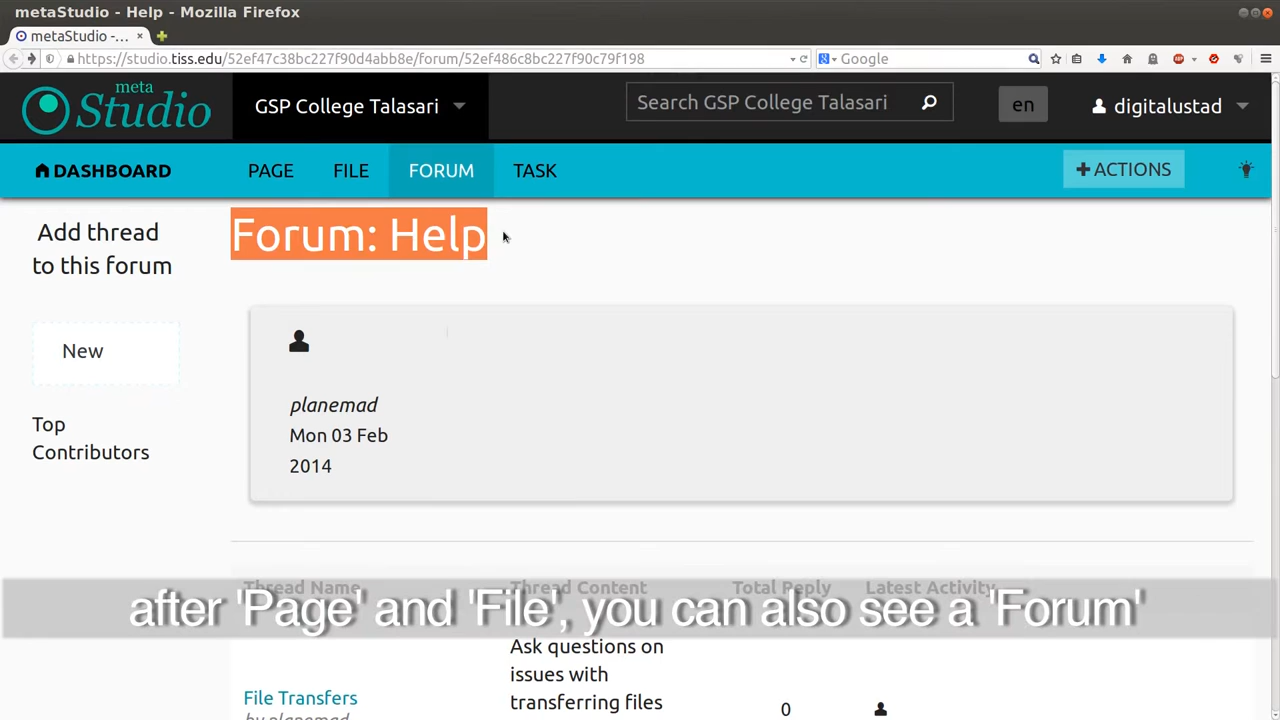 metaStudio - Help - Mozilla Firefox
metaStudio -...
https://studio.tiss.edu/52ef47c38bc227f90d4abb8e/forum/52ef486c8bc227f90c79f198
Google
meta
Studio
GSP College Talasari
Search GSP College Talasari
en
digitalustad
DASHBOARD
PAGE
FILE
FORUM
TASK
+ ACTIONS
Add thread
to this forum
Forum: Help
New
planemad
Mon 03 Feb
2014
Top
Contributors
Thread Name
Thread Content
Total Reply
Latest Activity
after 'Page' and 'File', you can also see a 'Forum'
Ask questions on
issues with
transferring files
File Transfers
by planemad
0